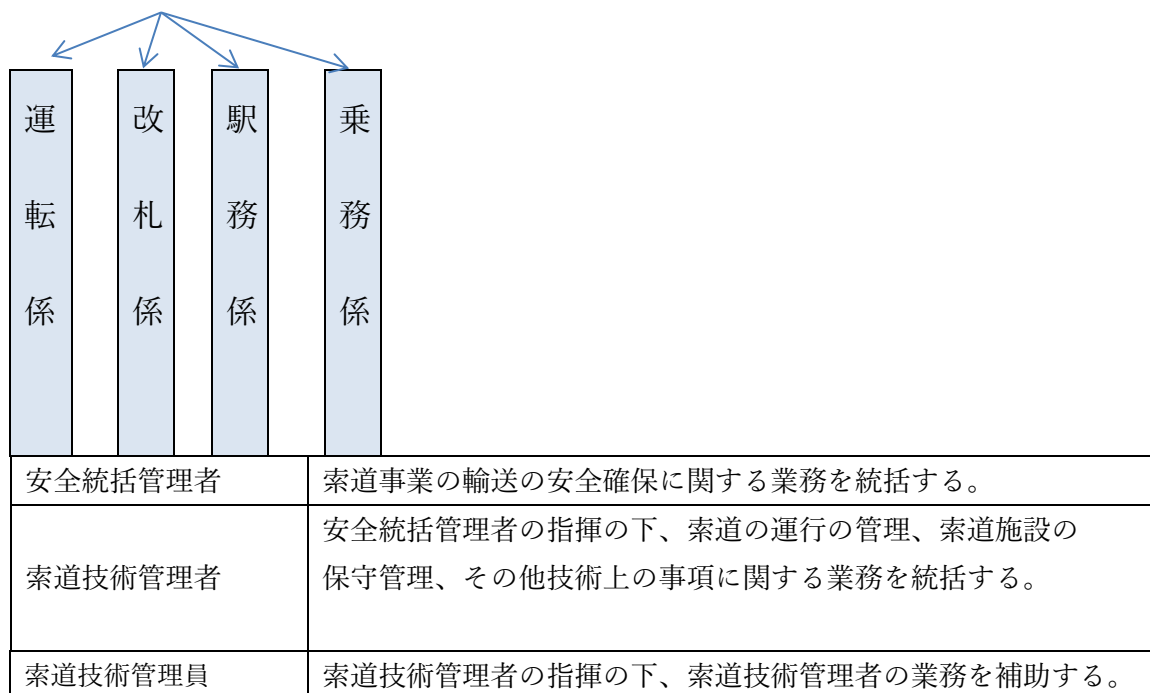 運転係
改札係
駅務係
乗務係
安全統括管理者
索道事業の輸送の安全確保に関する業務を統括する。
索道技術管理者
安全統括管理者の指揮の下、索道の運行の管理、索道施設の
保守管理、その他技術上の事項に関する業務を統括する。
索道技術管理員
索道技術管理者の指揮の下、索道技術管理者の業務を補助する。